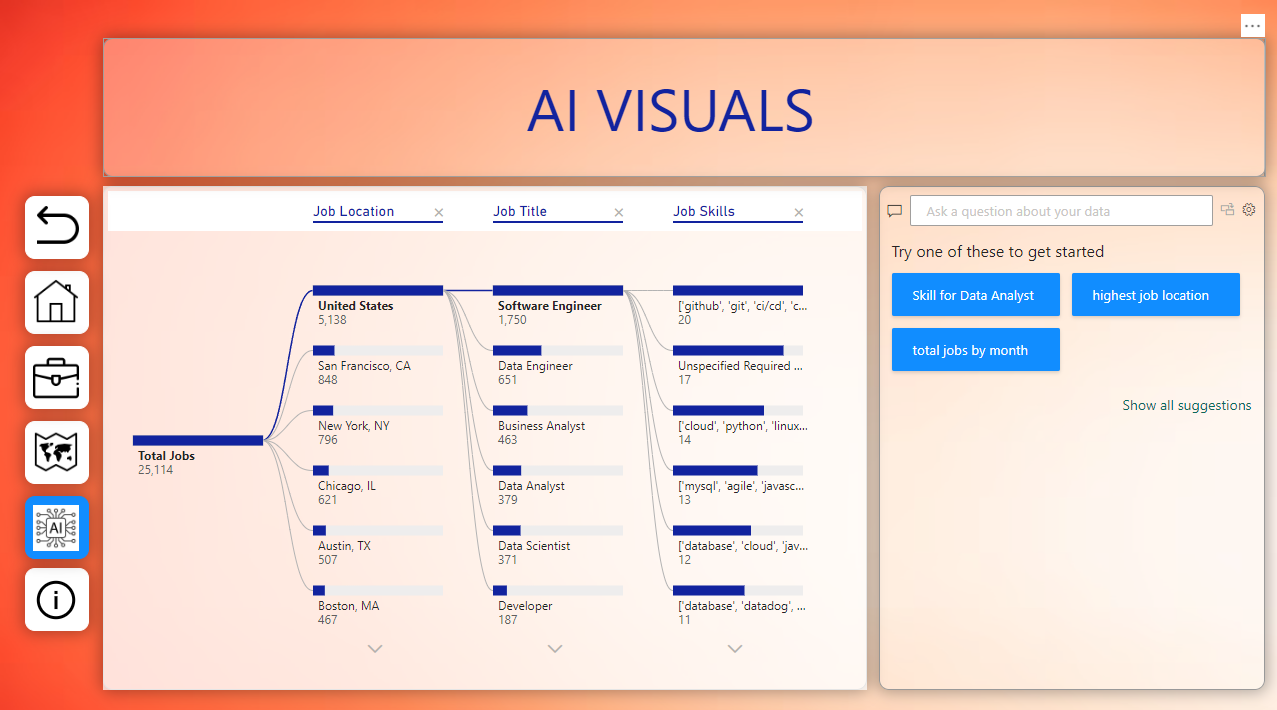 ...
AI VISUALS
Job Location
Job Title
Job Skills
Total Jobs
25,114
United States
5,138
San Francisco, CA
848
New York, NY
796
Chicago, IL
621
Austin, TX
507
Boston, MA
467
Software Engineer
1,750
Data Engineer
651
Business Analyst
463
Data Analyst
379
Data Scientist
371
Developer
187
['github', 'git', 'ci/cd', 'c...
20
Unspecified Required ...
17
['cloud', 'python', 'linux...
14
['mysql', 'agile', 'javasc...
13
['database', 'cloud', 'jav...
12
['database', 'datadog', ...
11
Ask a question about your data
Try one of these to get started
Skill for Data Analyst
highest job location
total jobs by month
Show all suggestions
AI
i